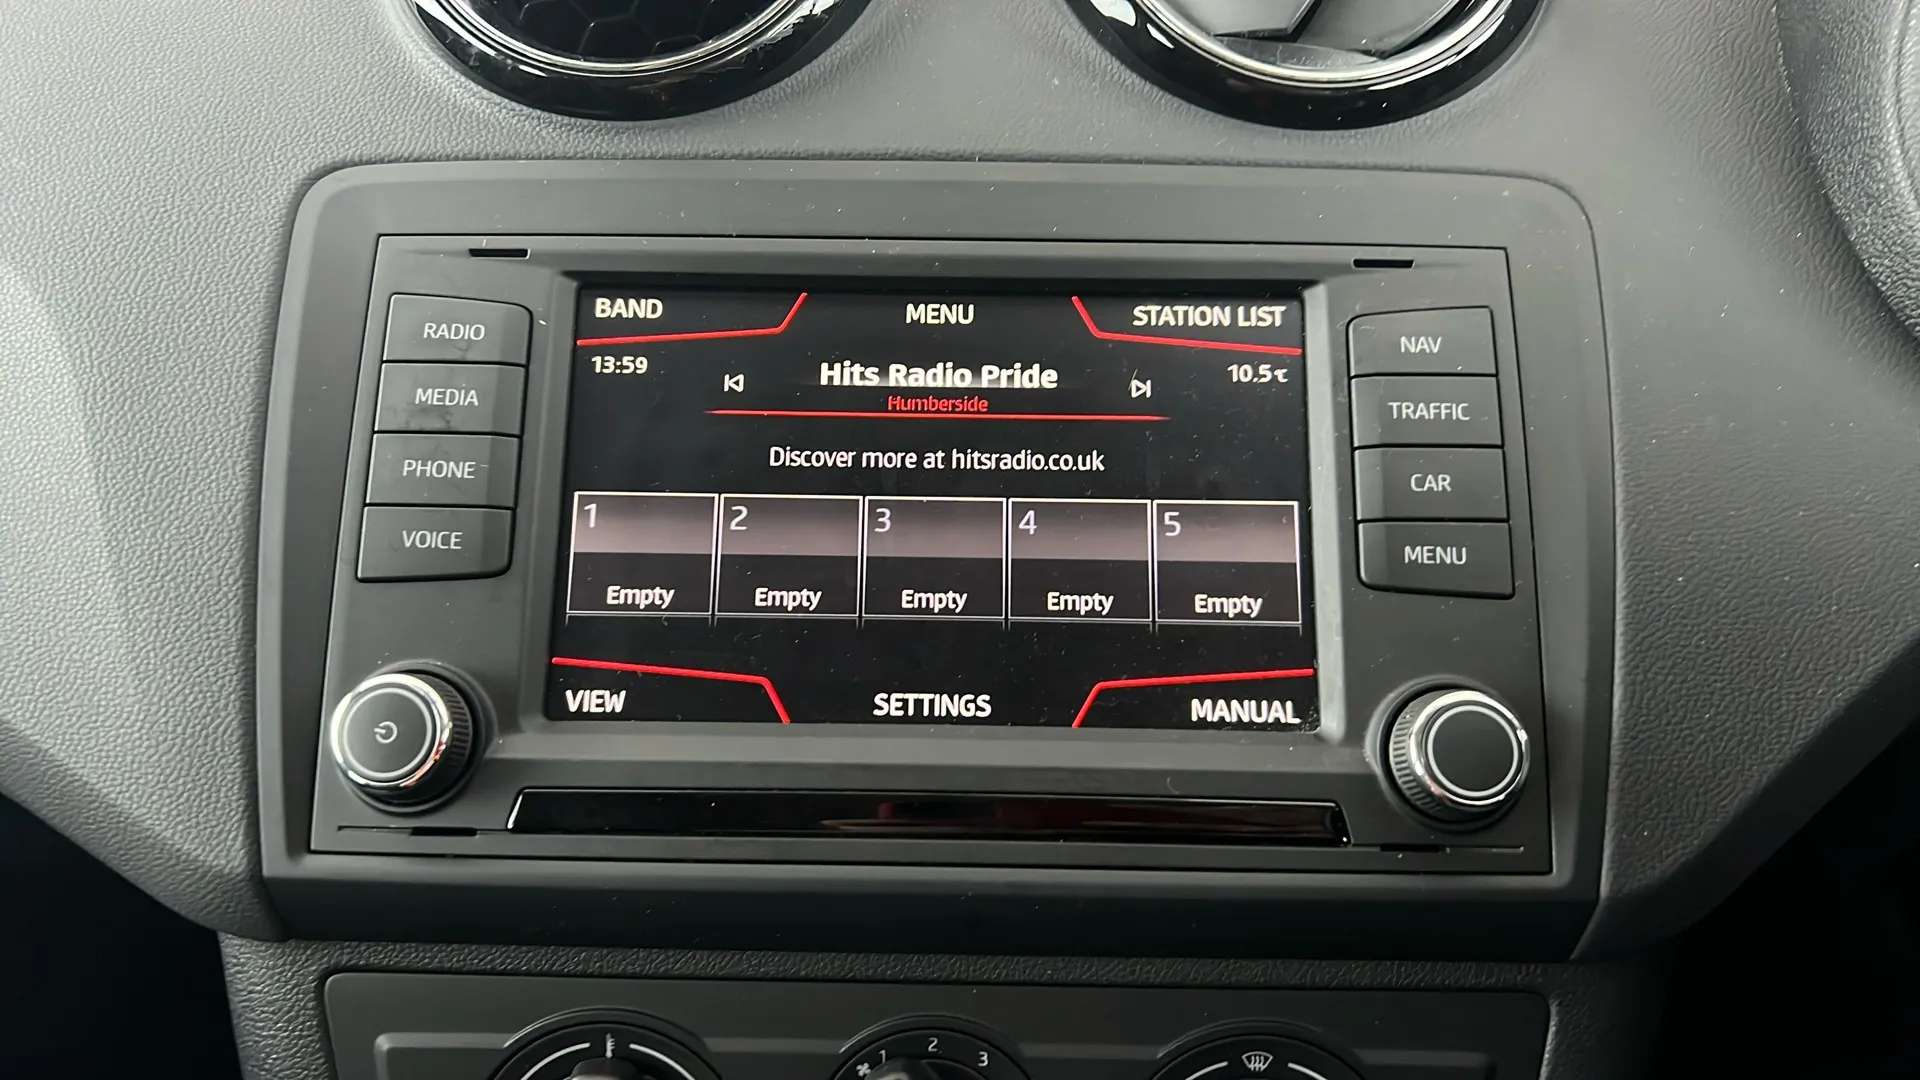 BAND MENU STATION LIST
13:59 Hits Radio Pride 10.5°C
Humberside
Discover more at hitsradio.co.uk
1 2 3 4 5
Empty Empty Empty Empty Empty
VIEW SETTINGS MANUAL
RADIO
MEDIA
PHONE
VOICE
NAV
TRAFFIC
CAR
MENU
1 2 3